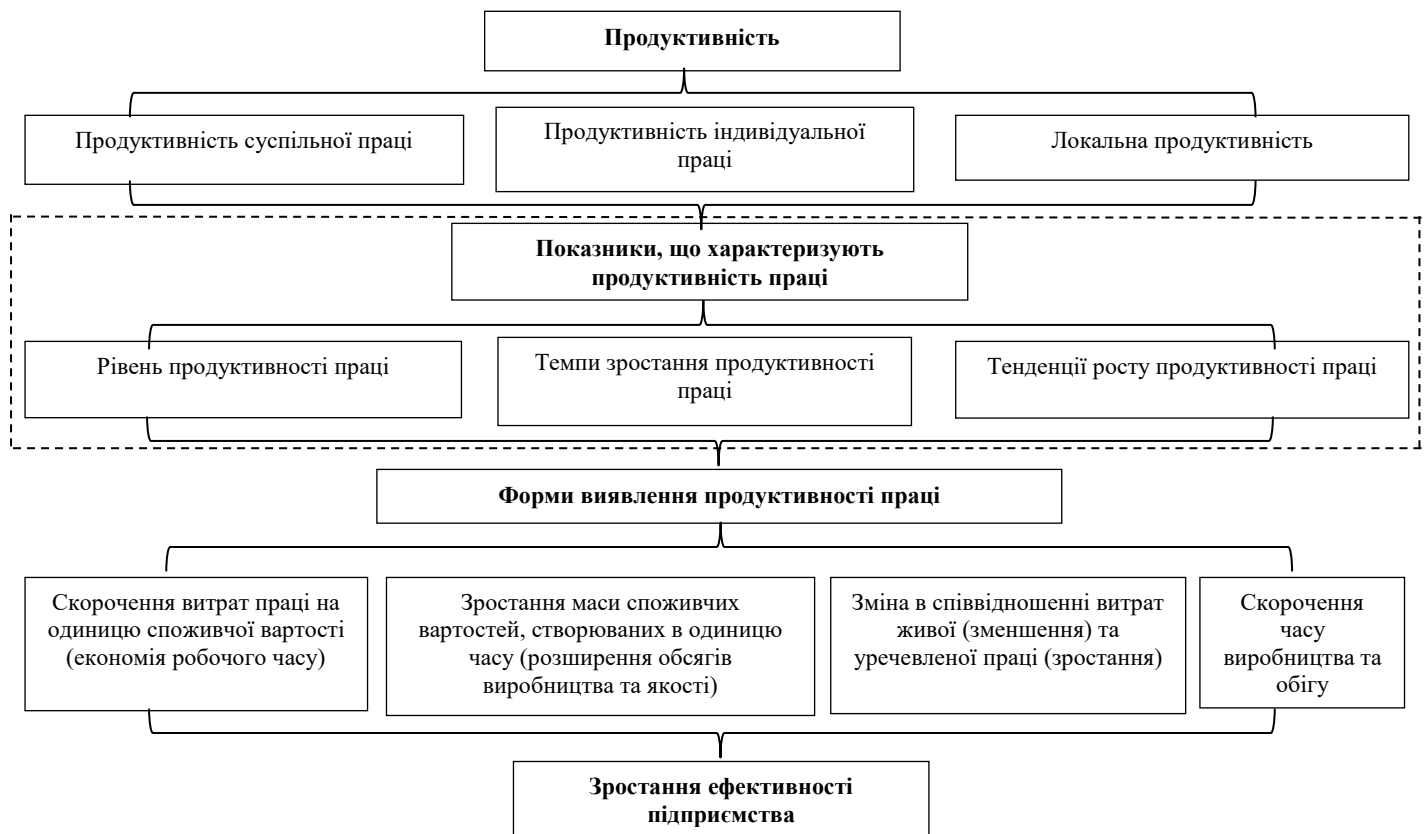 Продуктивність
Продуктивність суспільної праці
Продуктивність індивідуальної
праці
Локальна продуктивність
Показники, що характеризують
продуктивність праці
Рівень продуктивності праці
Темпи зростання продуктивності
праці
Тенденції росту продуктивності праці
Форми виявлення продуктивності праці
Скорочення витрат праці на
одиницю споживчої вартості
(економія робочого часу)
Зростання маси споживчих
вартостей, створюваних в одиницю
часу (розширення обсягів
виробництва та якості)
Зміна в співвідношенні витрат
живої (зменшення) та
уречевленої праці (зростання)
Скорочення
часу
виробництва та
обігу
Зростання ефективності
підприємства